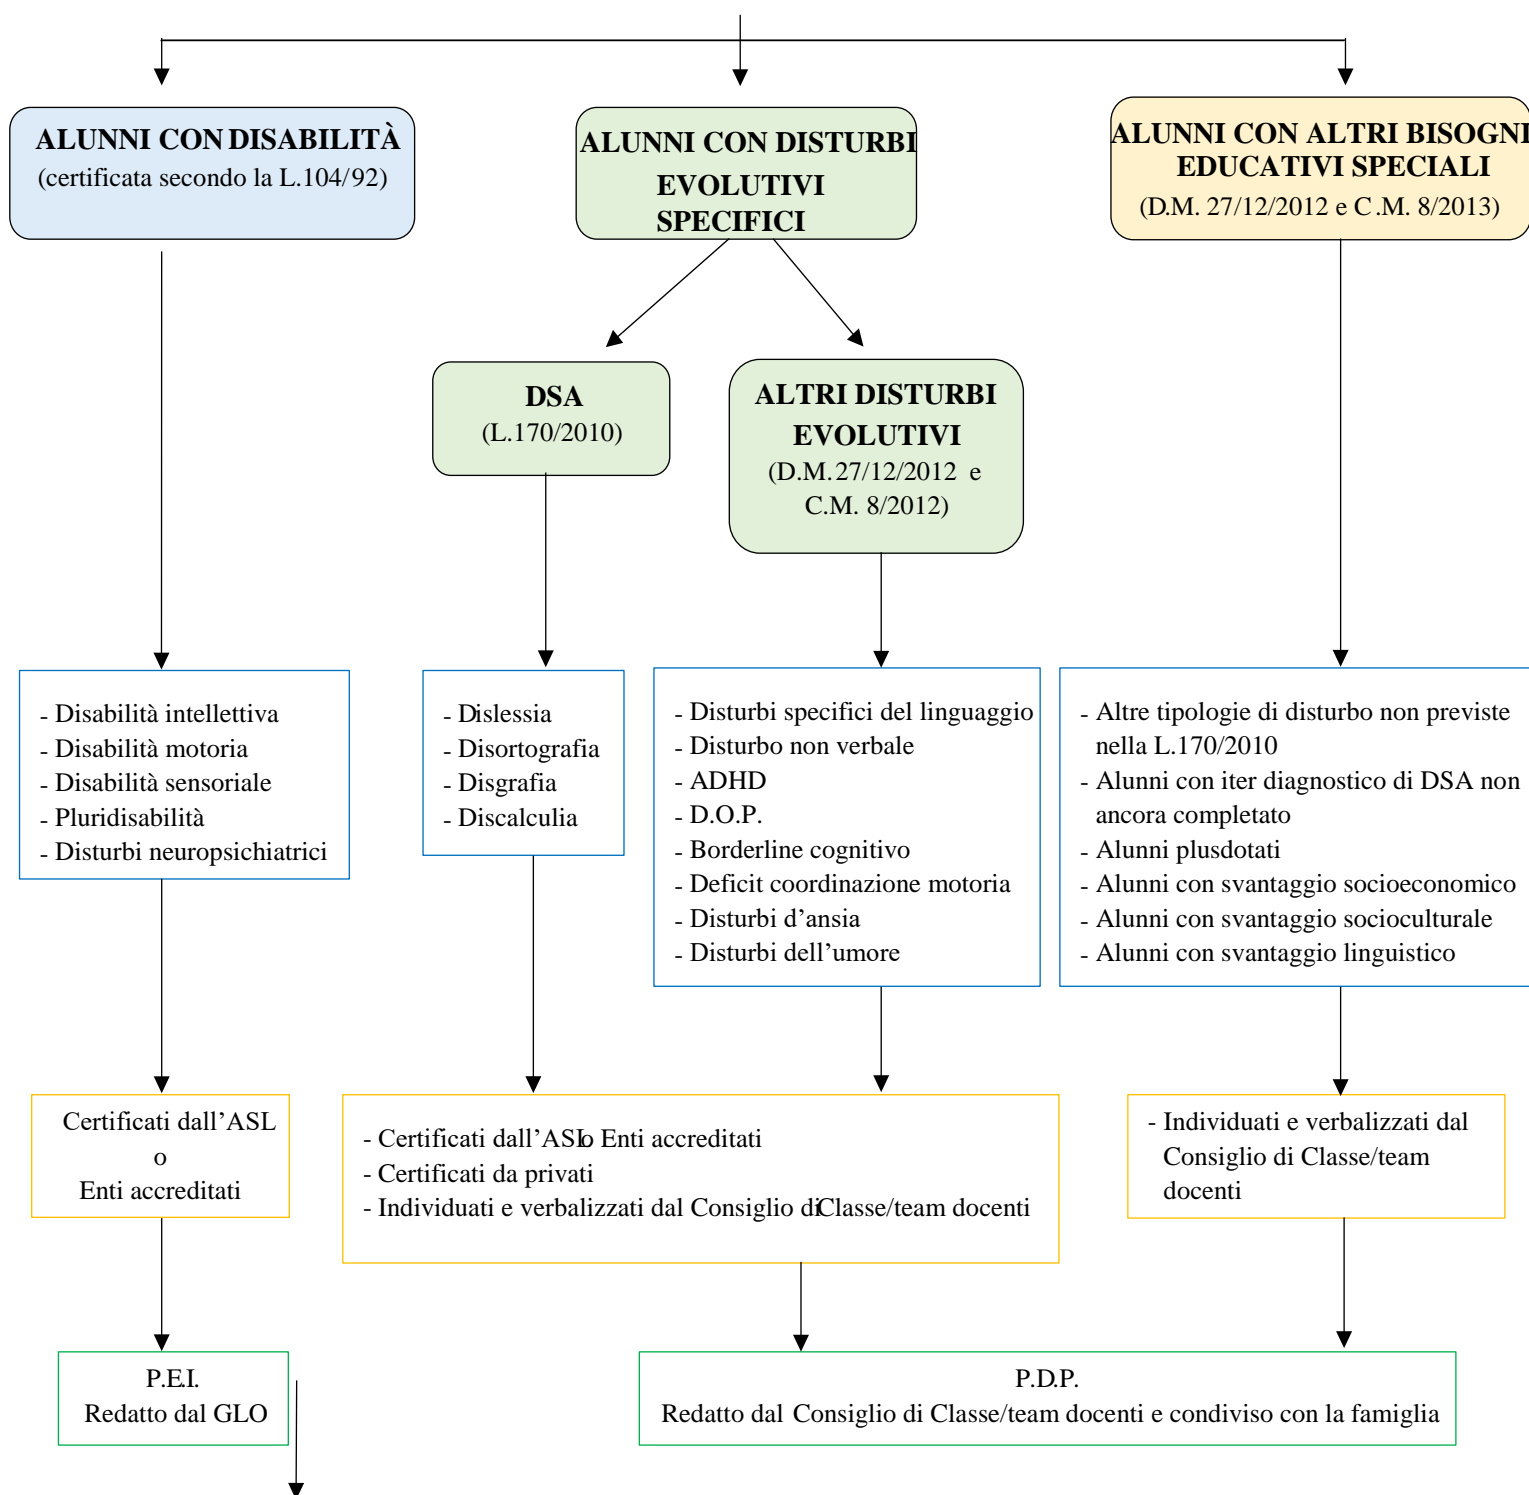 ALUNNI CON DISABILITÀ
(certificata secondo la L.104/92)
ALUNNI CON DISTURBI
EVOLUTIVI
SPECIFICI
ALUNNI CON ALTRI BISOGNI
EDUCATIVI SPECIALI
(D.M. 27/12/2012 e C.M. 8/2013)
DSA
(L.170/2010)
ALTRI DISTURBI
EVOLUTIVI
(D.M.27/12/2012 e
C.M. 8/2012)
- Disabilità intellettiva
- Disabilità motoria
- Disabilità sensoriale
- Pluridisabilità
- Disturbi neuropsichiatrici
- Dislessia
- Disortografia
- Disgrafia
- Discalculia
- Disturbi specifici del linguaggio
- Disturbo non verbale
- ADHD
- D.O.P.
- Borderline cognitivo
- Deficit coordinazione motoria
- Disturbi d’ansia
- Disturbi dell’umore
- Altre tipologie di disturbo non previste
nella L.170/2010
- Alunni con iter diagnostico di DSA non
ancora completato
- Alunni plusdotati
- Alunni con svantaggio socioeconomico
- Alunni con svantaggio socioculturale
- Alunni con svantaggio linguistico
Certificati dall’ASL
o
Enti accreditati
- Certificati dall’ASL o Enti accreditati
- Certificati da privati
- Individuati e verbalizzati dal Consiglio di Classe/team docenti
- Individuati e verbalizzati dal
Consiglio di Classe/team
docenti
P.E.I.
Redatto dal GLO
P.D.P.
Redatto dal Consiglio di Classe/team docenti e condiviso con la famiglia